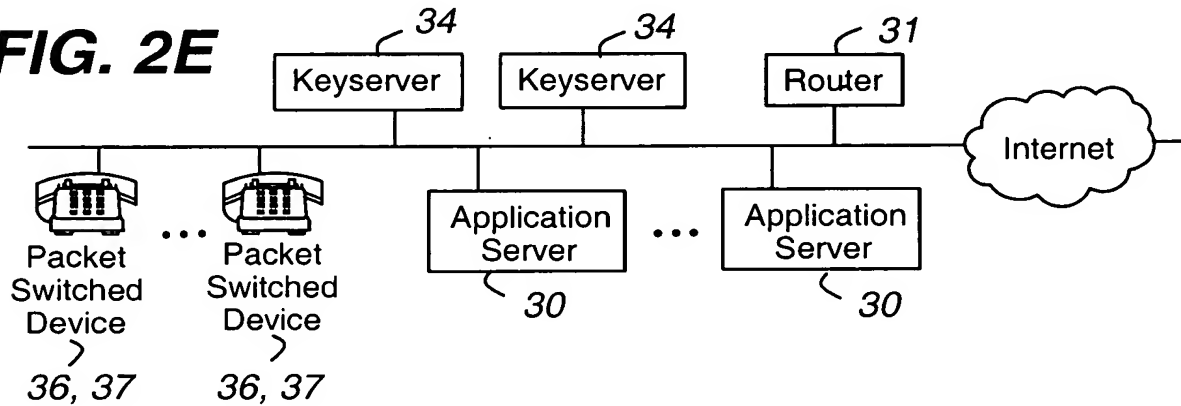 FIG. 2E
34
34
31
Keyserver
Keyserver
Router
Internet
Packet
Switched
Device
36, 37
...
Packet
Switched
Device
36, 37
Application
Server
30
...
Application
Server
30